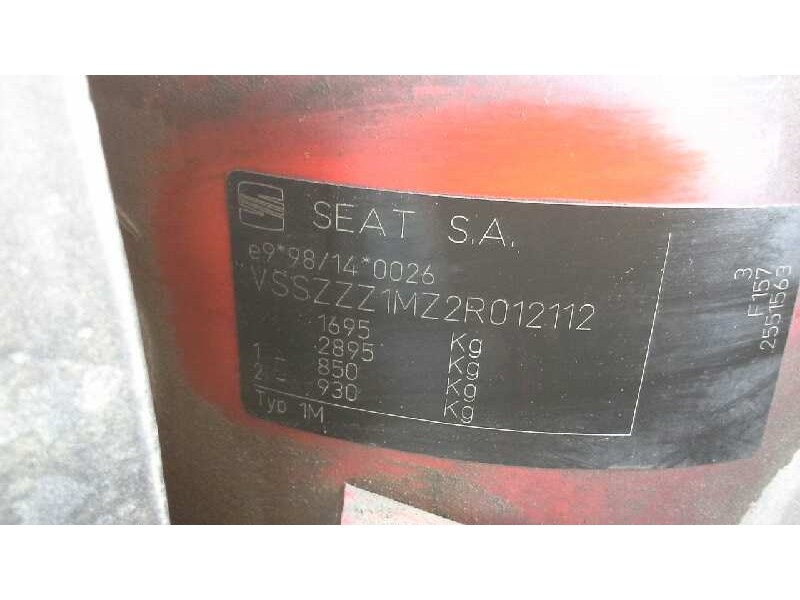 SEAT S.A.
e9*98/14*0026
VSSZZZ1MZ2R012112
1695 Kg
1- 2895 Kg
2- 850 Kg
930 Kg
Typ 1M
3
F157
2551563